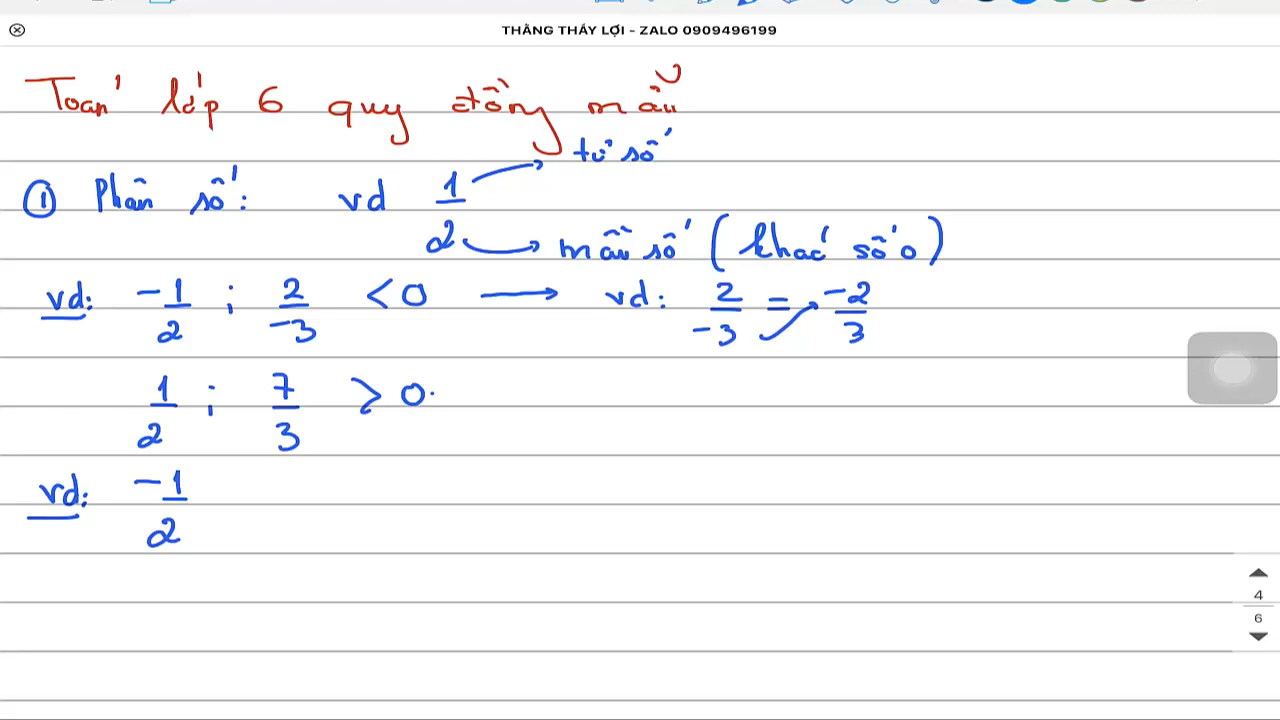 THẮNG THẦY LỢI - ZALO 0909496199
Toán lớp 6 quy đồng mẫu
tử số
① Phân số: vd 1/2
mẫu số (khác số 0)
vd: -1/2 ; 2/-3 < 0 → vd: 2/-3 = -2/3
1/2 ; 7/3 > 0.
vd: -1/2
4
6